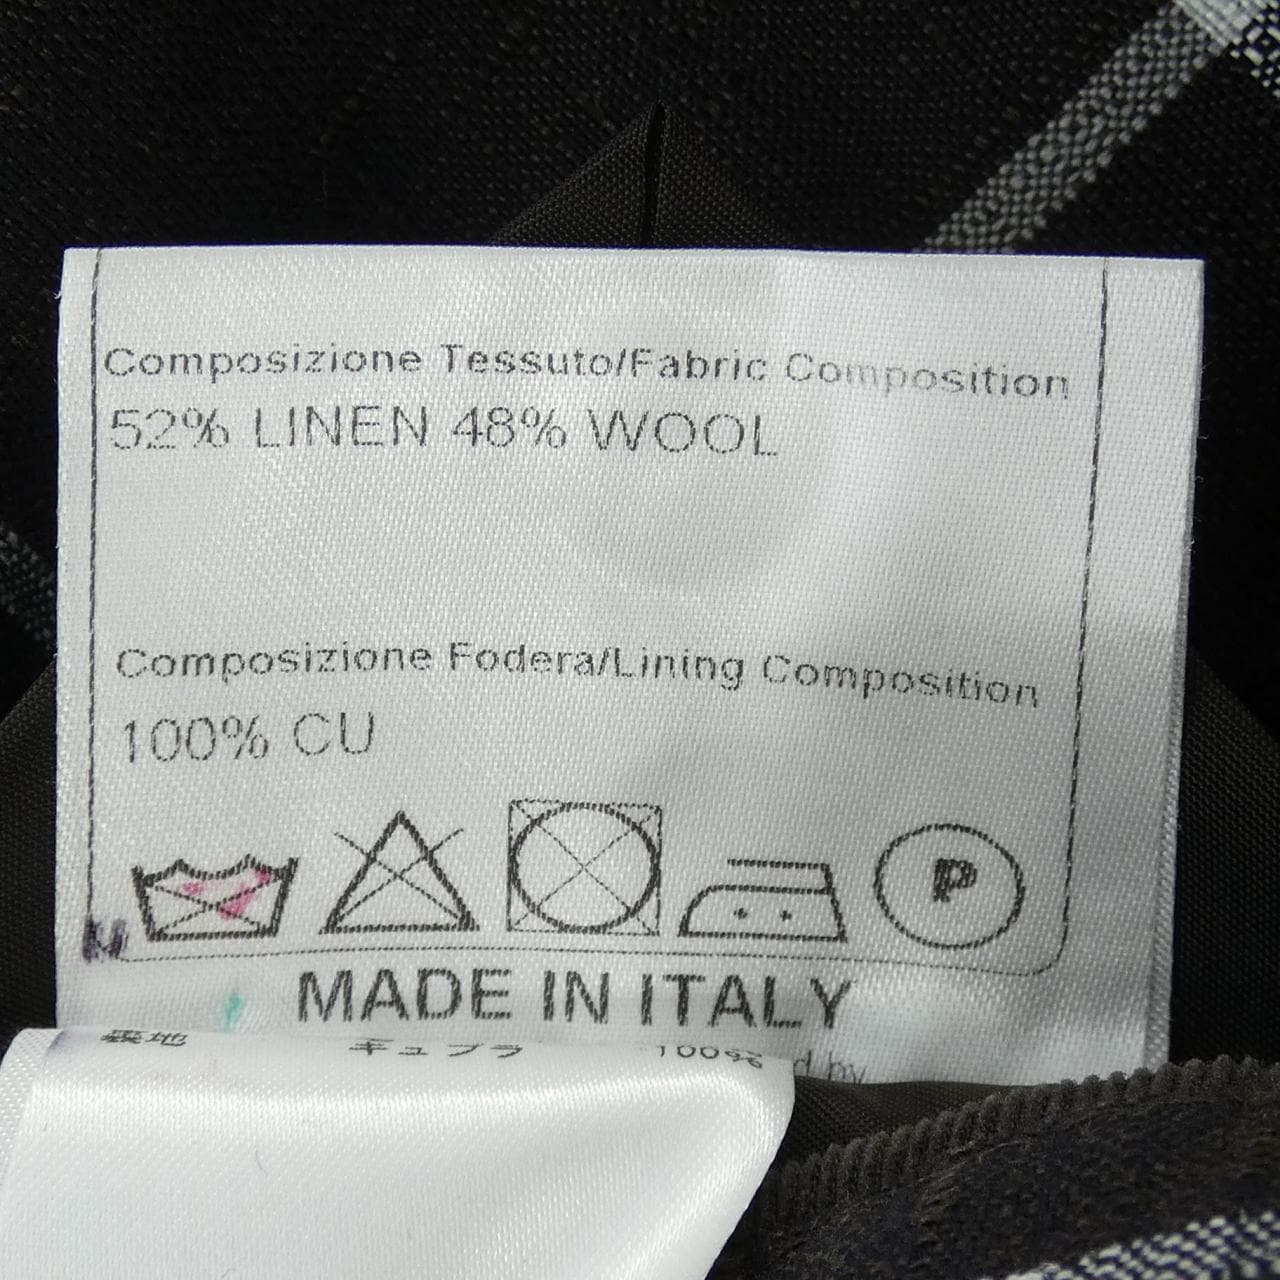 Composizione Tessuto/Fabric Composition
52% LINEN 48% WOOL
Composizione Fodera/Lining Composition
100% CU
P
MADE IN ITALY
裏地 キュプラ 100%
by